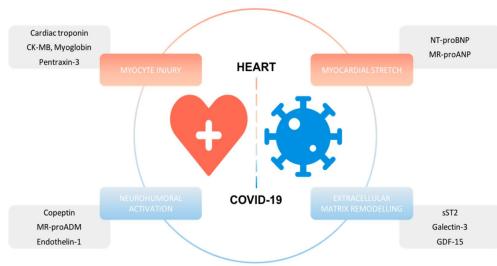 Cardiac troponin
CK-MB, Myoglobin
Pentraxin-3
MYOCYTE INJURY
HEART
NT-proBNP
MR-proANP
MYOCARDIAL STRETCH
NEUROHUMORAL
ACTIVATION
Copeptin
MR-proADM
Endothelin-1
COVID-19
EXTRACELLULAR
MATRIX REMODELLING
sST2
Galectin-3
GDF-15